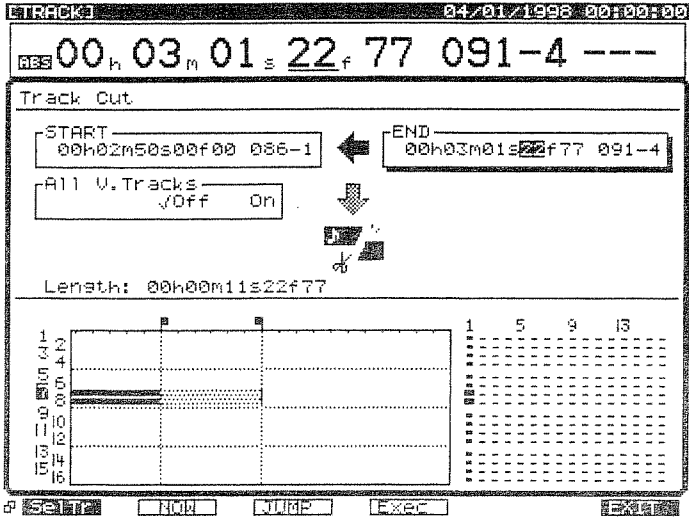 [TRACK] 04/01/1998 00:00:00
ABS 00h 03m 01s 22f 77 091-4 ---
Track Cut
START
00h02m50s00f00 086-1
END
00h03m01s22f77 091-4
All V.Tracks
√Off On
Length: 00h00m11s22f77
1 5 9 13
1
2
3
4
5
6
7
8
9
10
11
12
13
14
15
16
SelTr NOW JUMP Exec EXIT